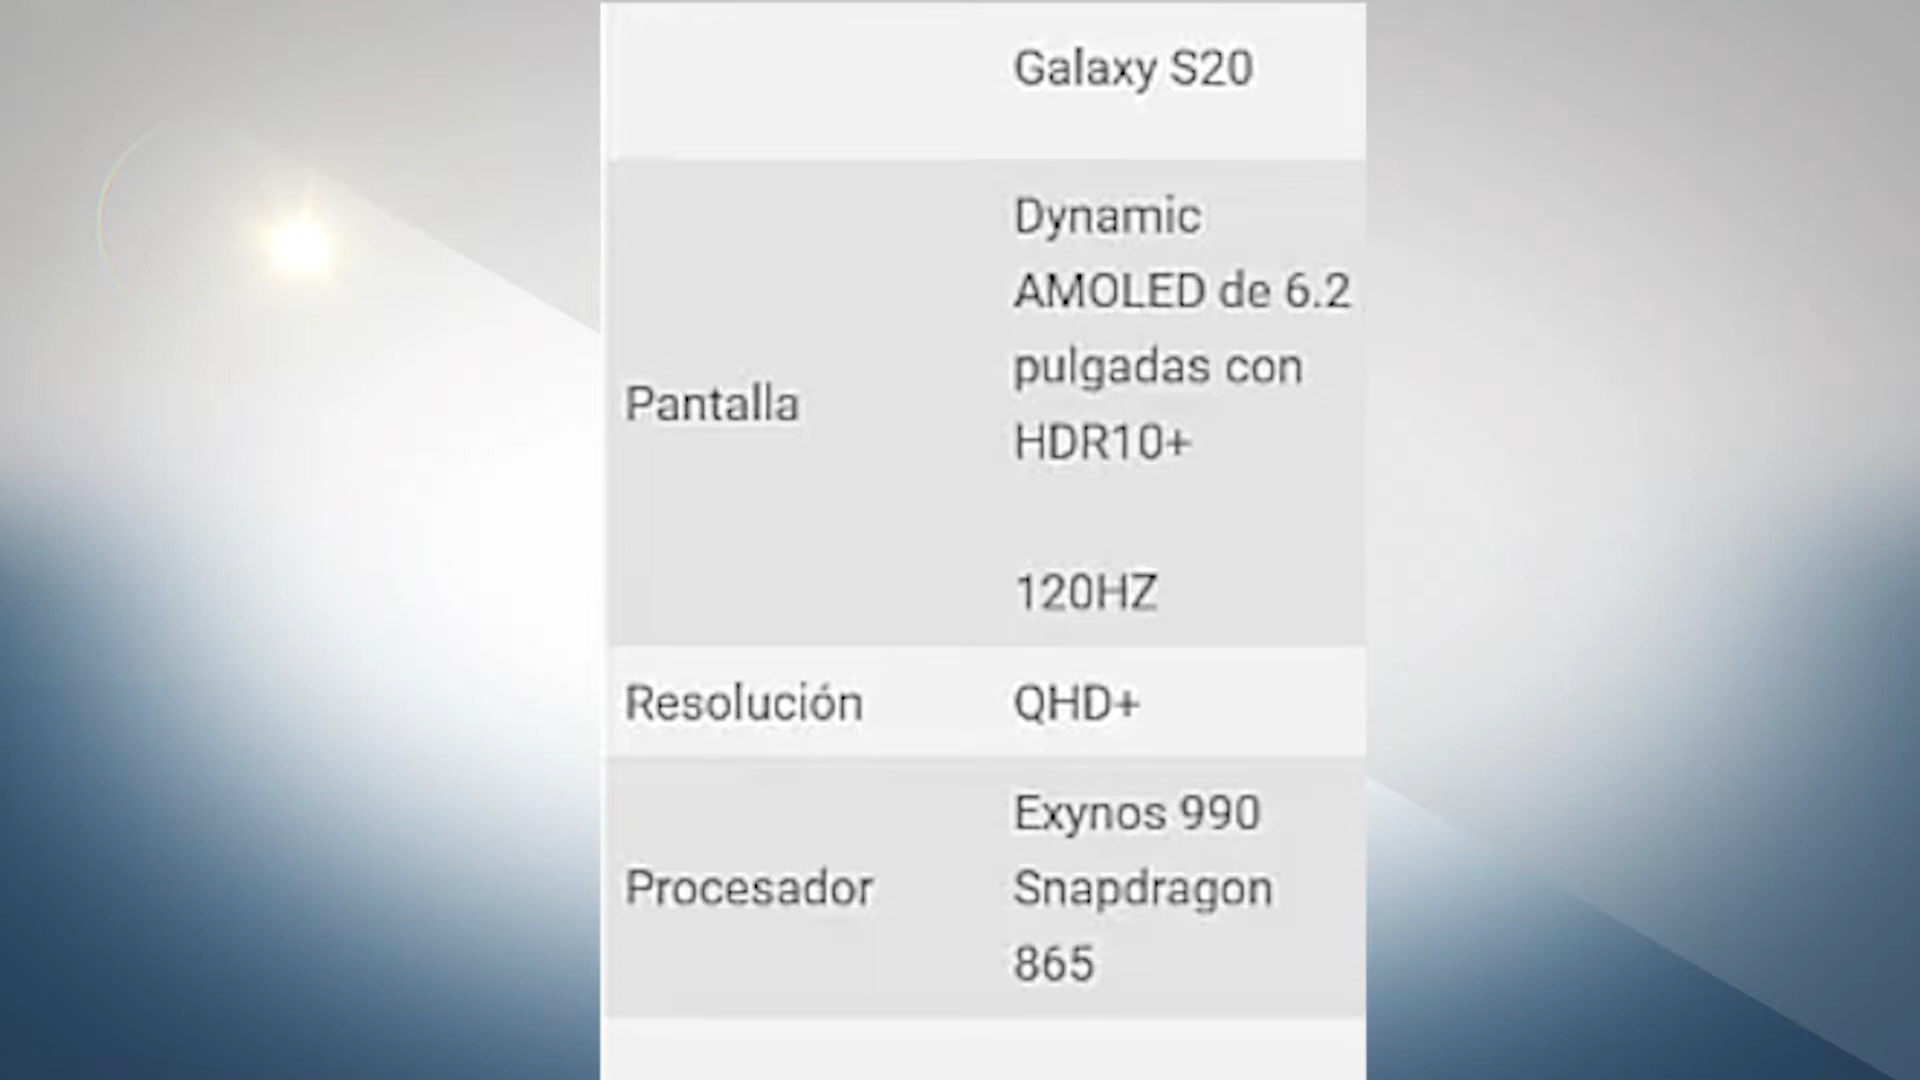 Galaxy S20
Pantalla
Dynamic
AMOLED de 6.2
pulgadas con
HDR10+
120HZ
Resolución
QHD+
Procesador
Exynos 990
Snapdragon
865